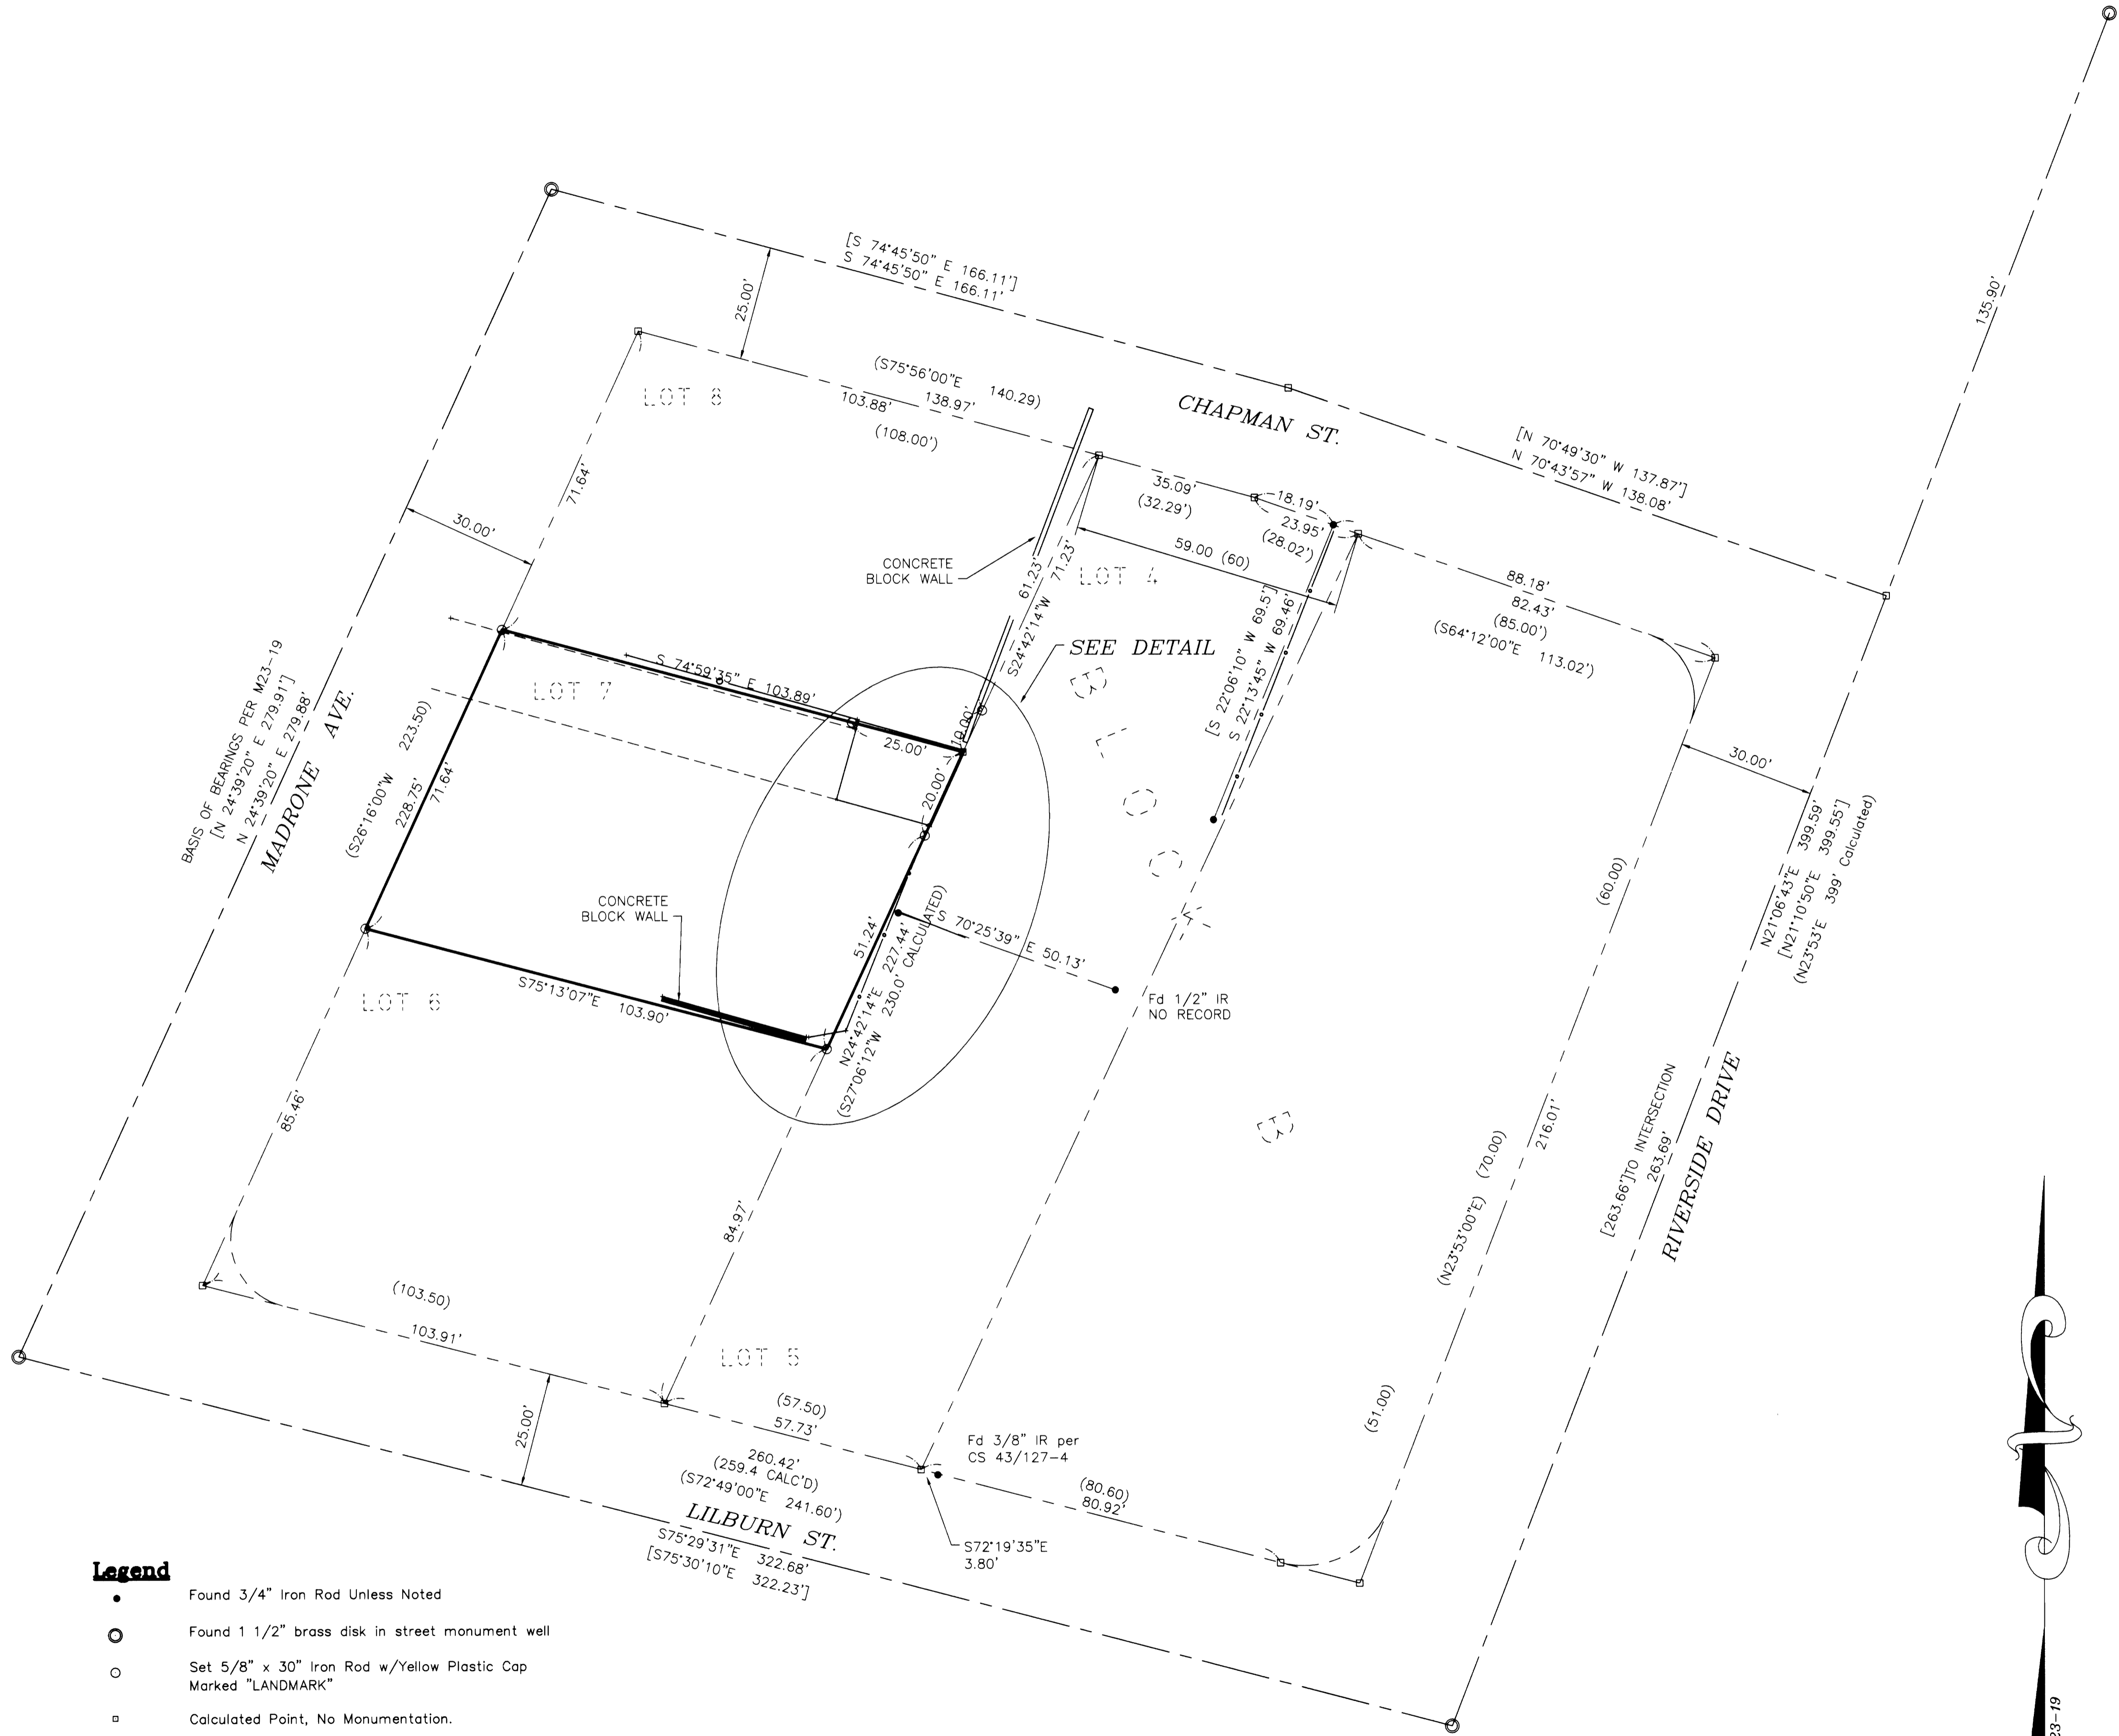 135.90'
[S 74°45'50" E 166.11']
S 74°45'50" E 166.11'
25.00'
CHAPMAN ST.
[N 70°49'30" W 137.87']
N 70°43'57" W 138.08'
(S75°56'00"E 140.29)
103.88' 138.97'
(108.00')
LOT 8
71.64'
30.00'
35.09'
(32.29')
18.19'
23.95'
(28.02')
59.00 (60)
CONCRETE
BLOCK WALL
61.23'
S24°42'14"W 71.23'
LOT 4
[S 22°06'10" W 69.5']
S 22°13'45" W 69.46'
88.18'
82.43'
(85.00')
(S64°12'00"E 113.02')
SEE DETAIL
S 74°59'35" E 103.89'
LOT 7
25.00'
10.00'
20.00'
BLOCK
30.00'
BASIS OF BEARINGS PER M23-19
[N 24°39'20" E 279.91']
N 24°39'20" E 279.88'
MADRONE AVE.
(S26°16'00"W 223.50)
228.75'
71.64'
CONCRETE
BLOCK WALL
51.24'
N24°42'14"E 227.44'
(S27°06'12"W 230.0' CALCULATED)
S 70°25'39" E 50.13'
Fd 1/2" IR
NO RECORD
S75°13'07"E 103.90'
LOT 6
(60.00)
N21°06'43"E 399.59'
[N21°10'50"E 399.55']
(N23°53'E 399' Calculated)
B
85.46'
84.97'
(N23°53'00"E) (70.00)
216.01'
[263.66']TO INTERSECTION
263.69'
RIVERSIDE DRIVE
(51.00)
(103.50)
103.91'
LOT 5
(57.50)
57.73'
25.00'
260.42'
(259.4 CALC'D)
(S72°49'00"E 241.60')
LILBURN ST.
S75°29'31"E 322.68'
[S75°30'10"E 322.23']
Fd 3/8" IR per
CS 43/127-4
(80.60)
80.92'
S72°19'35"E
3.80'
Legend
Found 3/4" Iron Rod Unless Noted
Found 1 1/2" brass disk in street monument well
Set 5/8" x 30" Iron Rod w/Yellow Plastic Cap
Marked "LANDMARK"
Calculated Point, No Monumentation.
23-19